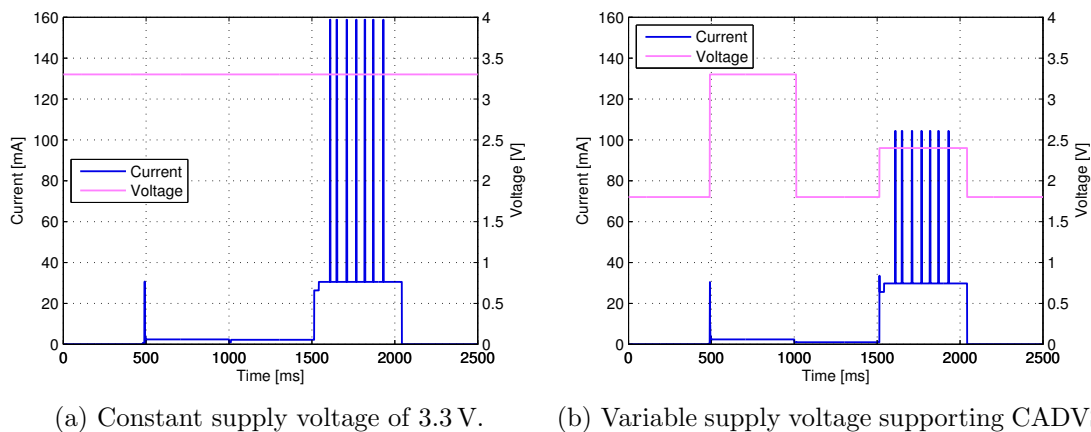 160
140
120
100
80
60
40
20
0
Current [mA]
Current
Voltage
4
3.5
3
2.5
2
1.5
1
0.5
0
Voltage [V]
0 500 1000 1500 2000 2500
Time [ms]
(a) Constant supply voltage of 3.3 V.
160
140
120
100
80
60
40
20
0
Current [mA]
Current
Voltage
4
3.5
3
2.5
2
1.5
1
0.5
0
Voltage [V]
0 500 1000 1500 2000 2500
Time [ms]
(b) Variable supply voltage supporting CADV